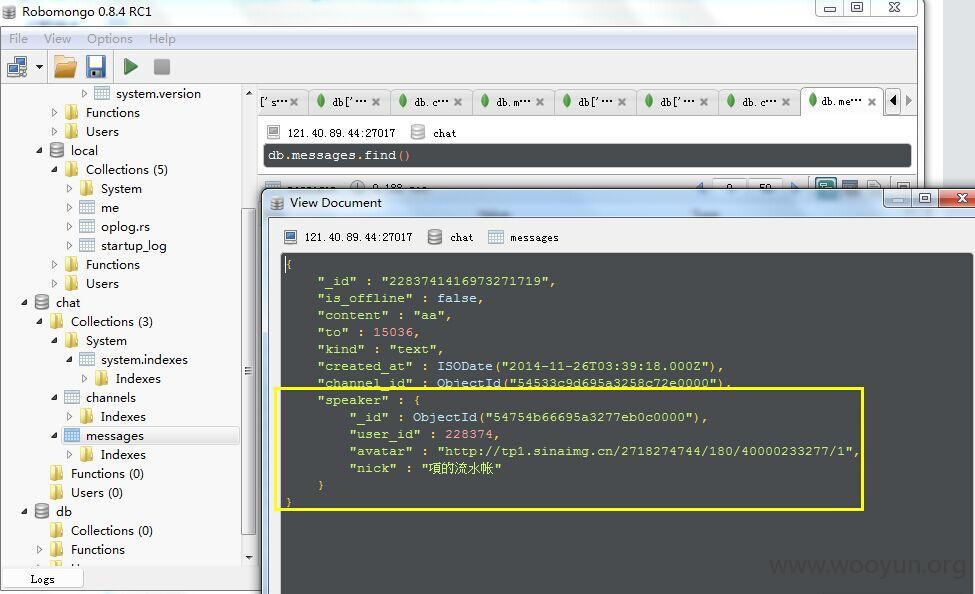 Robomongo 0.8.4 RC1
File View Options Help
system.version
Functions
Users
local
Collections (5)
System
me
oplog.rs
startup_log
Functions
Users
chat
Collections (3)
System
system.indexes
Indexes
channels
Indexes
messages
Indexes
Functions (0)
Users (0)
db
Collections (0)
Functions
Logs
['s… db['… db.c… db.m… db['… db['… db.c… db.me…
121.40.89.44:27017 chat
db.messages.find()
View Document
121.40.89.44:27017 chat messages
{
"_id" : "2283741416973271719",
"is_offline" : false,
"content" : "aa",
"to" : 15036,
"kind" : "text",
"created_at" : ISODate("2014-11-26T03:39:18.000Z"),
"channel_id" : ObjectId("54533c9d695a3258c72e0000"),
"speaker" : {
"_id" : ObjectId("54754b66695a3277eb0c0000"),
"user_id" : 228374,
"avatar" : "http://tp1.sinaimg.cn/2718274744/180/40000233277/1",
"nick" : "項的流水帐"
}
}
www.wooyun.org